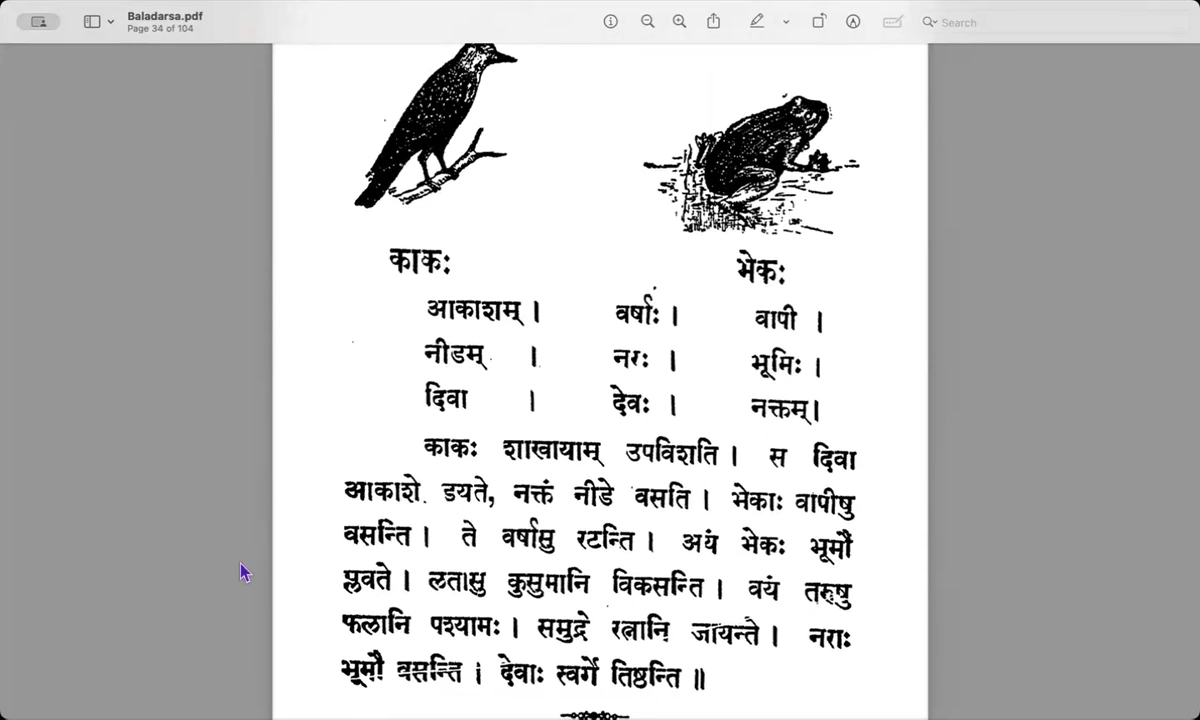 Baladarsa.pdf
Page 34 of 104
Search
काकः
भेकः
आकाशम् । वर्षाः । वापी ।
नीडम् । नरः । भूमिः ।
दिवा । देवः । नक्तम्।
काकः शाखायाम् उपविशति । स दिवा
आकाशे डयते, नक्तं नीडे वसति । भेकाः वापीषु
वसन्ति । ते वर्षासु रटन्ति । अयं भेकः भूमौ
प्लवते । लतासु कुसुमानि विकसन्ति । वयं तरुषु
फलानि पश्यामः । समुद्रे रत्नानि जायन्ते । नराः
भूमौ वसन्ति । देवाः स्वर्गे तिष्ठन्ति ॥